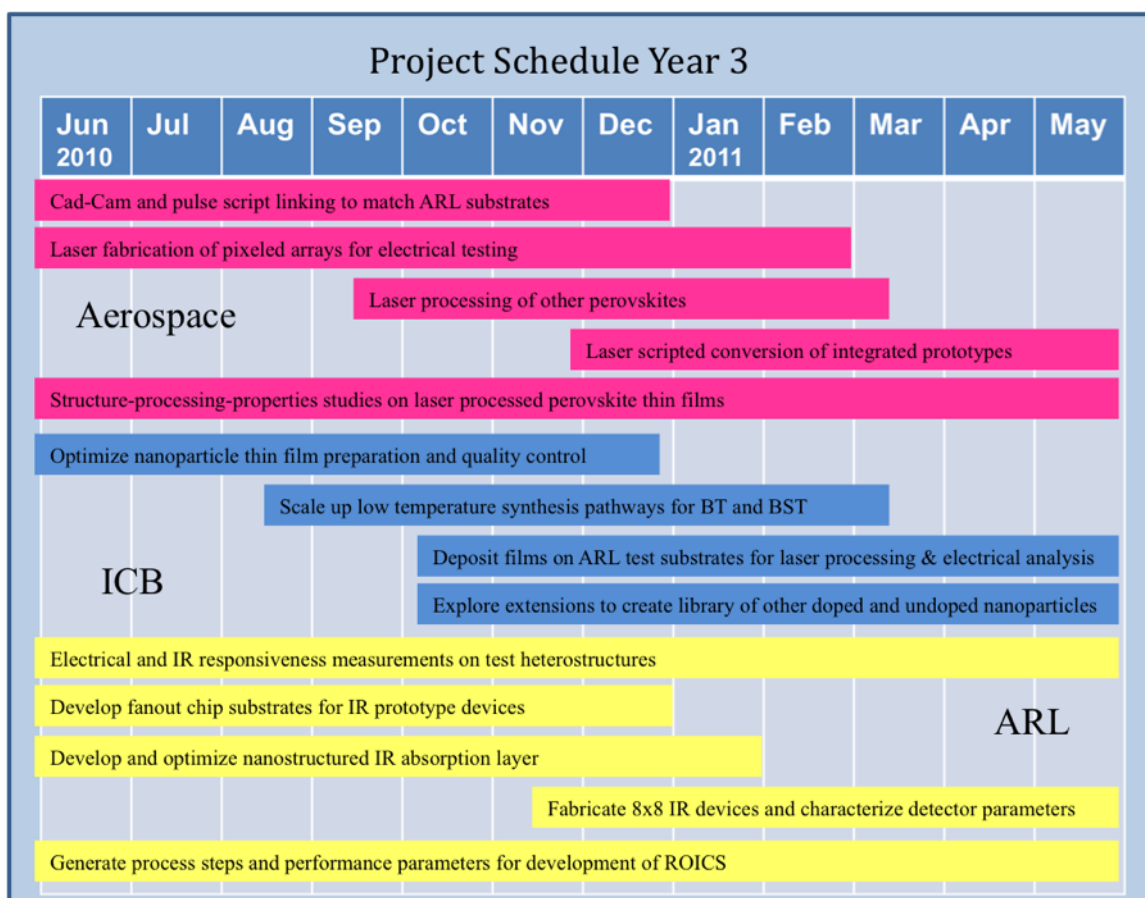 Project Schedule Year 3
Jun Jul Aug Sep Oct Nov Dec Jan Feb Mar Apr May
2010 2011
Cad-Cam and pulse script linking to match ARL substrates
Laser fabrication of pixeled arrays for electrical testing
Laser processing of other perovskites
Aerospace
Laser scripted conversion of integrated prototypes
Structure-processing-properties studies on laser processed perovskite thin films
Optimize nanoparticle thin film preparation and quality control
Scale up low temperature synthesis pathways for BT and BST
Deposit films on ARL test substrates for laser processing & electrical analysis
ICB
Explore extensions to create library of other doped and undoped nanoparticles
Electrical and IR responsiveness measurements on test heterostructures
Develop fanout chip substrates for IR prototype devices
ARL
Develop and optimize nanostructured IR absorption layer
Fabricate 8x8 IR devices and characterize detector parameters
Generate process steps and performance parameters for development of ROICS